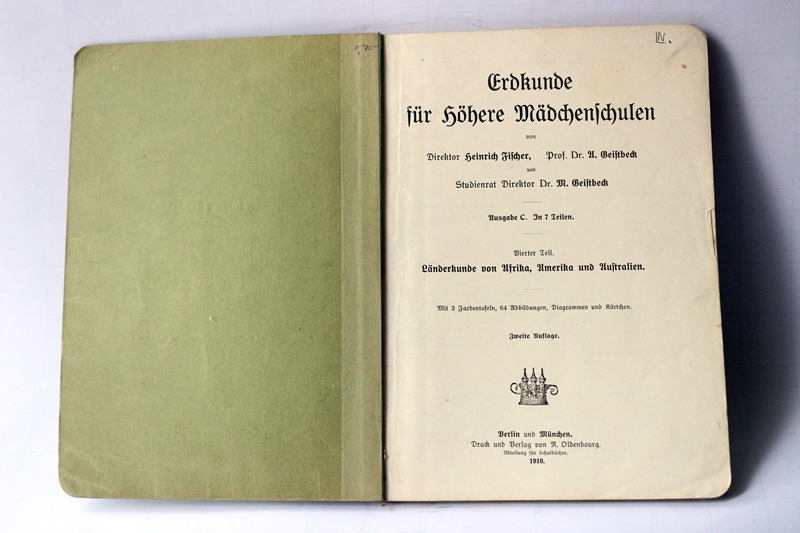 IV.
Erdkunde
für Höhere Mädchenschulen
von
Direktor Heinrich Fischer, Prof. Dr. A. Geistbeck
und
Studienrat Direktor Dr. M. Geistbeck
Ausgabe C. In 7 Teilen.
Vierter Teil.
Länderkunde von Afrika, Amerika und Australien.
Mit 3 Farbentafeln, 64 Abbildungen, Diagrammen und Kärtchen.
Zweite Auflage.
Berlin und München.
Druck und Verlag von R. Oldenbourg.
Abteilung für Schulbücher.
1910.